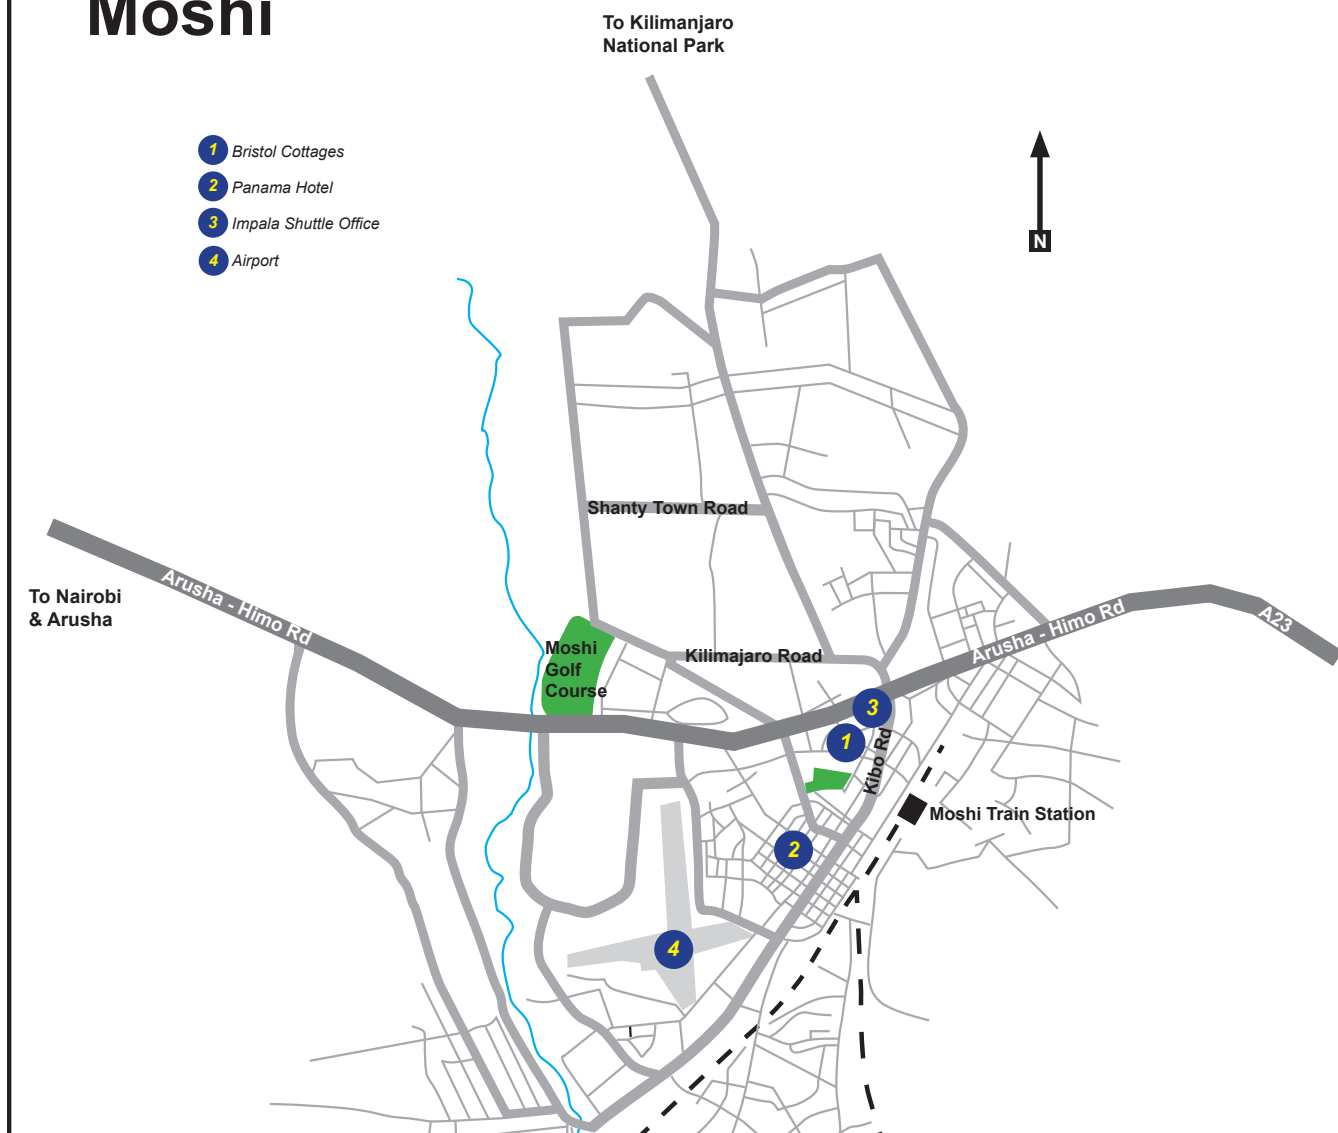 Moshi
To Kilimanjaro
National Park
1 Bristol Cottages
2 Panama Hotel
3 Impala Shuttle Office
4 Airport
N
Shanty Town Road
To Nairobi
& Arusha
Arusha - Himo Rd
Arusha - Himo Rd
A23
Moshi
Golf
Course
Kilimajaro Road
3
1
Kibo Rd
Moshi Train Station
2
4